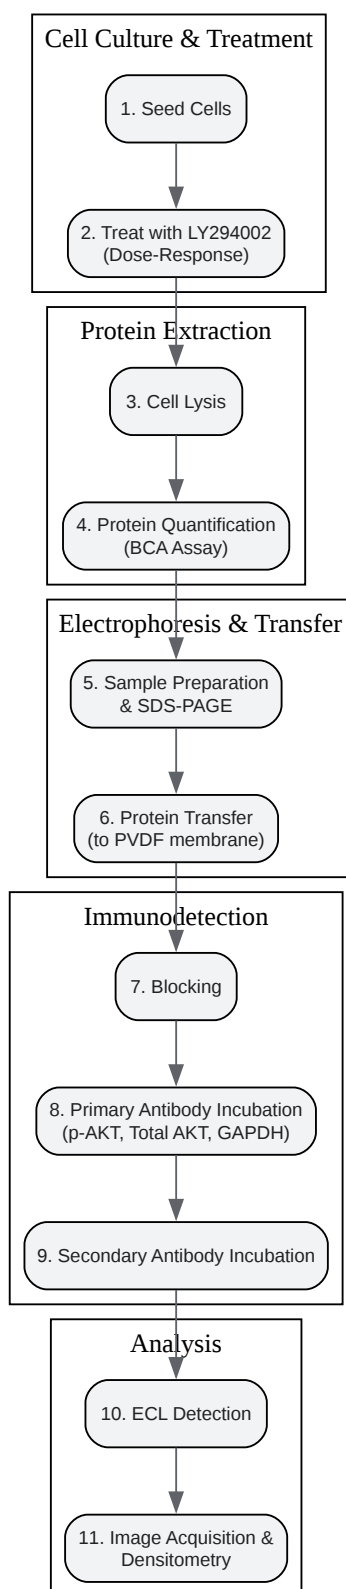 Cell Culture & Treatment
1. Seed Cells
2. Treat with LY294002
(Dose-Response)
Protein Extraction
3. Cell Lysis
4. Protein Quantification
(BCA Assay)
Electrophoresis & Transfer
5. Sample Preparation
& SDS-PAGE
6. Protein Transfer
(to PVDF membrane)
Immunodetection
7. Blocking
8. Primary Antibody Incubation
(p-AKT, Total AKT, GAPDH)
9. Secondary Antibody Incubation
Analysis
10. ECL Detection
11. Image Acquisition &
Densitometry